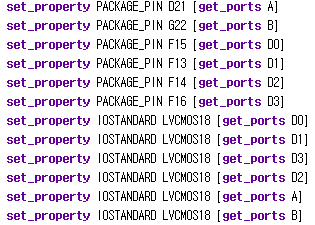 set_property PACKAGE_PIN D21 [get_ports A]
set_property PACKAGE_PIN G22 [get_ports B]
set_property PACKAGE_PIN F15 [get_ports D0]
set_property PACKAGE_PIN F13 [get_ports D1]
set_property PACKAGE_PIN F14 [get_ports D2]
set_property PACKAGE_PIN F16 [get_ports D3]
set_property IOSTANDARD LVCMOS18 [get_ports D0]
set_property IOSTANDARD LVCMOS18 [get_ports D1]
set_property IOSTANDARD LVCMOS18 [get_ports D3]
set_property IOSTANDARD LVCMOS18 [get_ports D2]
set_property IOSTANDARD LVCMOS18 [get_ports A]
set_property IOSTANDARD LVCMOS18 [get_ports B]